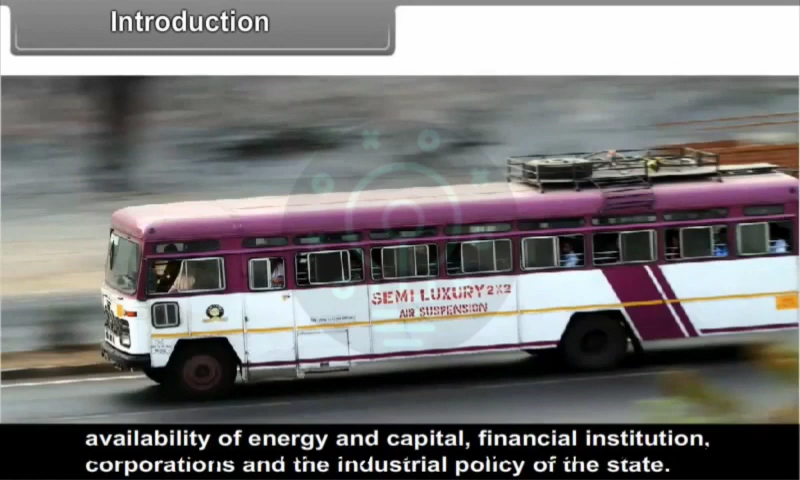 Introduction
SEMI LUXURY 2X2
AIR SUSPENSION
availability of energy and capital, financial institution,
corporations and the industrial policy of the state.